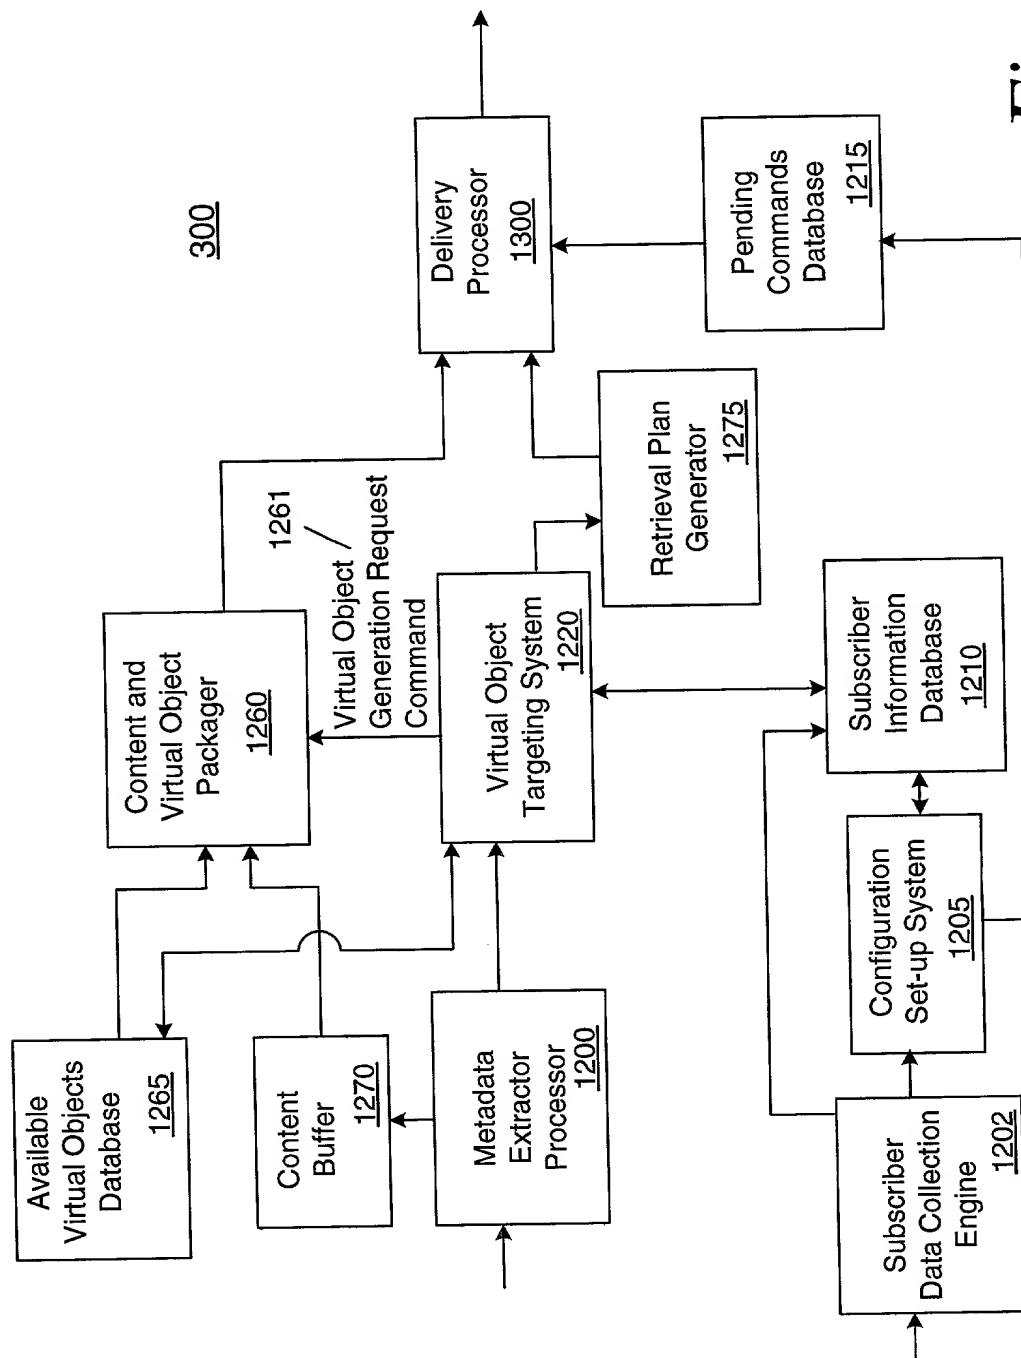 300
Available
Virtual Objects
Database
1265
Content
Buffer
1270
Metadata
Extractor
Processor
1200
Content and
Virtual Object
Packager
1260
1261
Virtual Object
Generation Request
Command
Virtual Object
Targeting System
1220
Delivery
Processor
1300
Retrieval Plan
Generator
1275
Pending
Commands
Database
1215
Subscriber
Information
Database
1210
Configuration
Set-up System
1205
Subscriber
Data Collection
Engine
1202